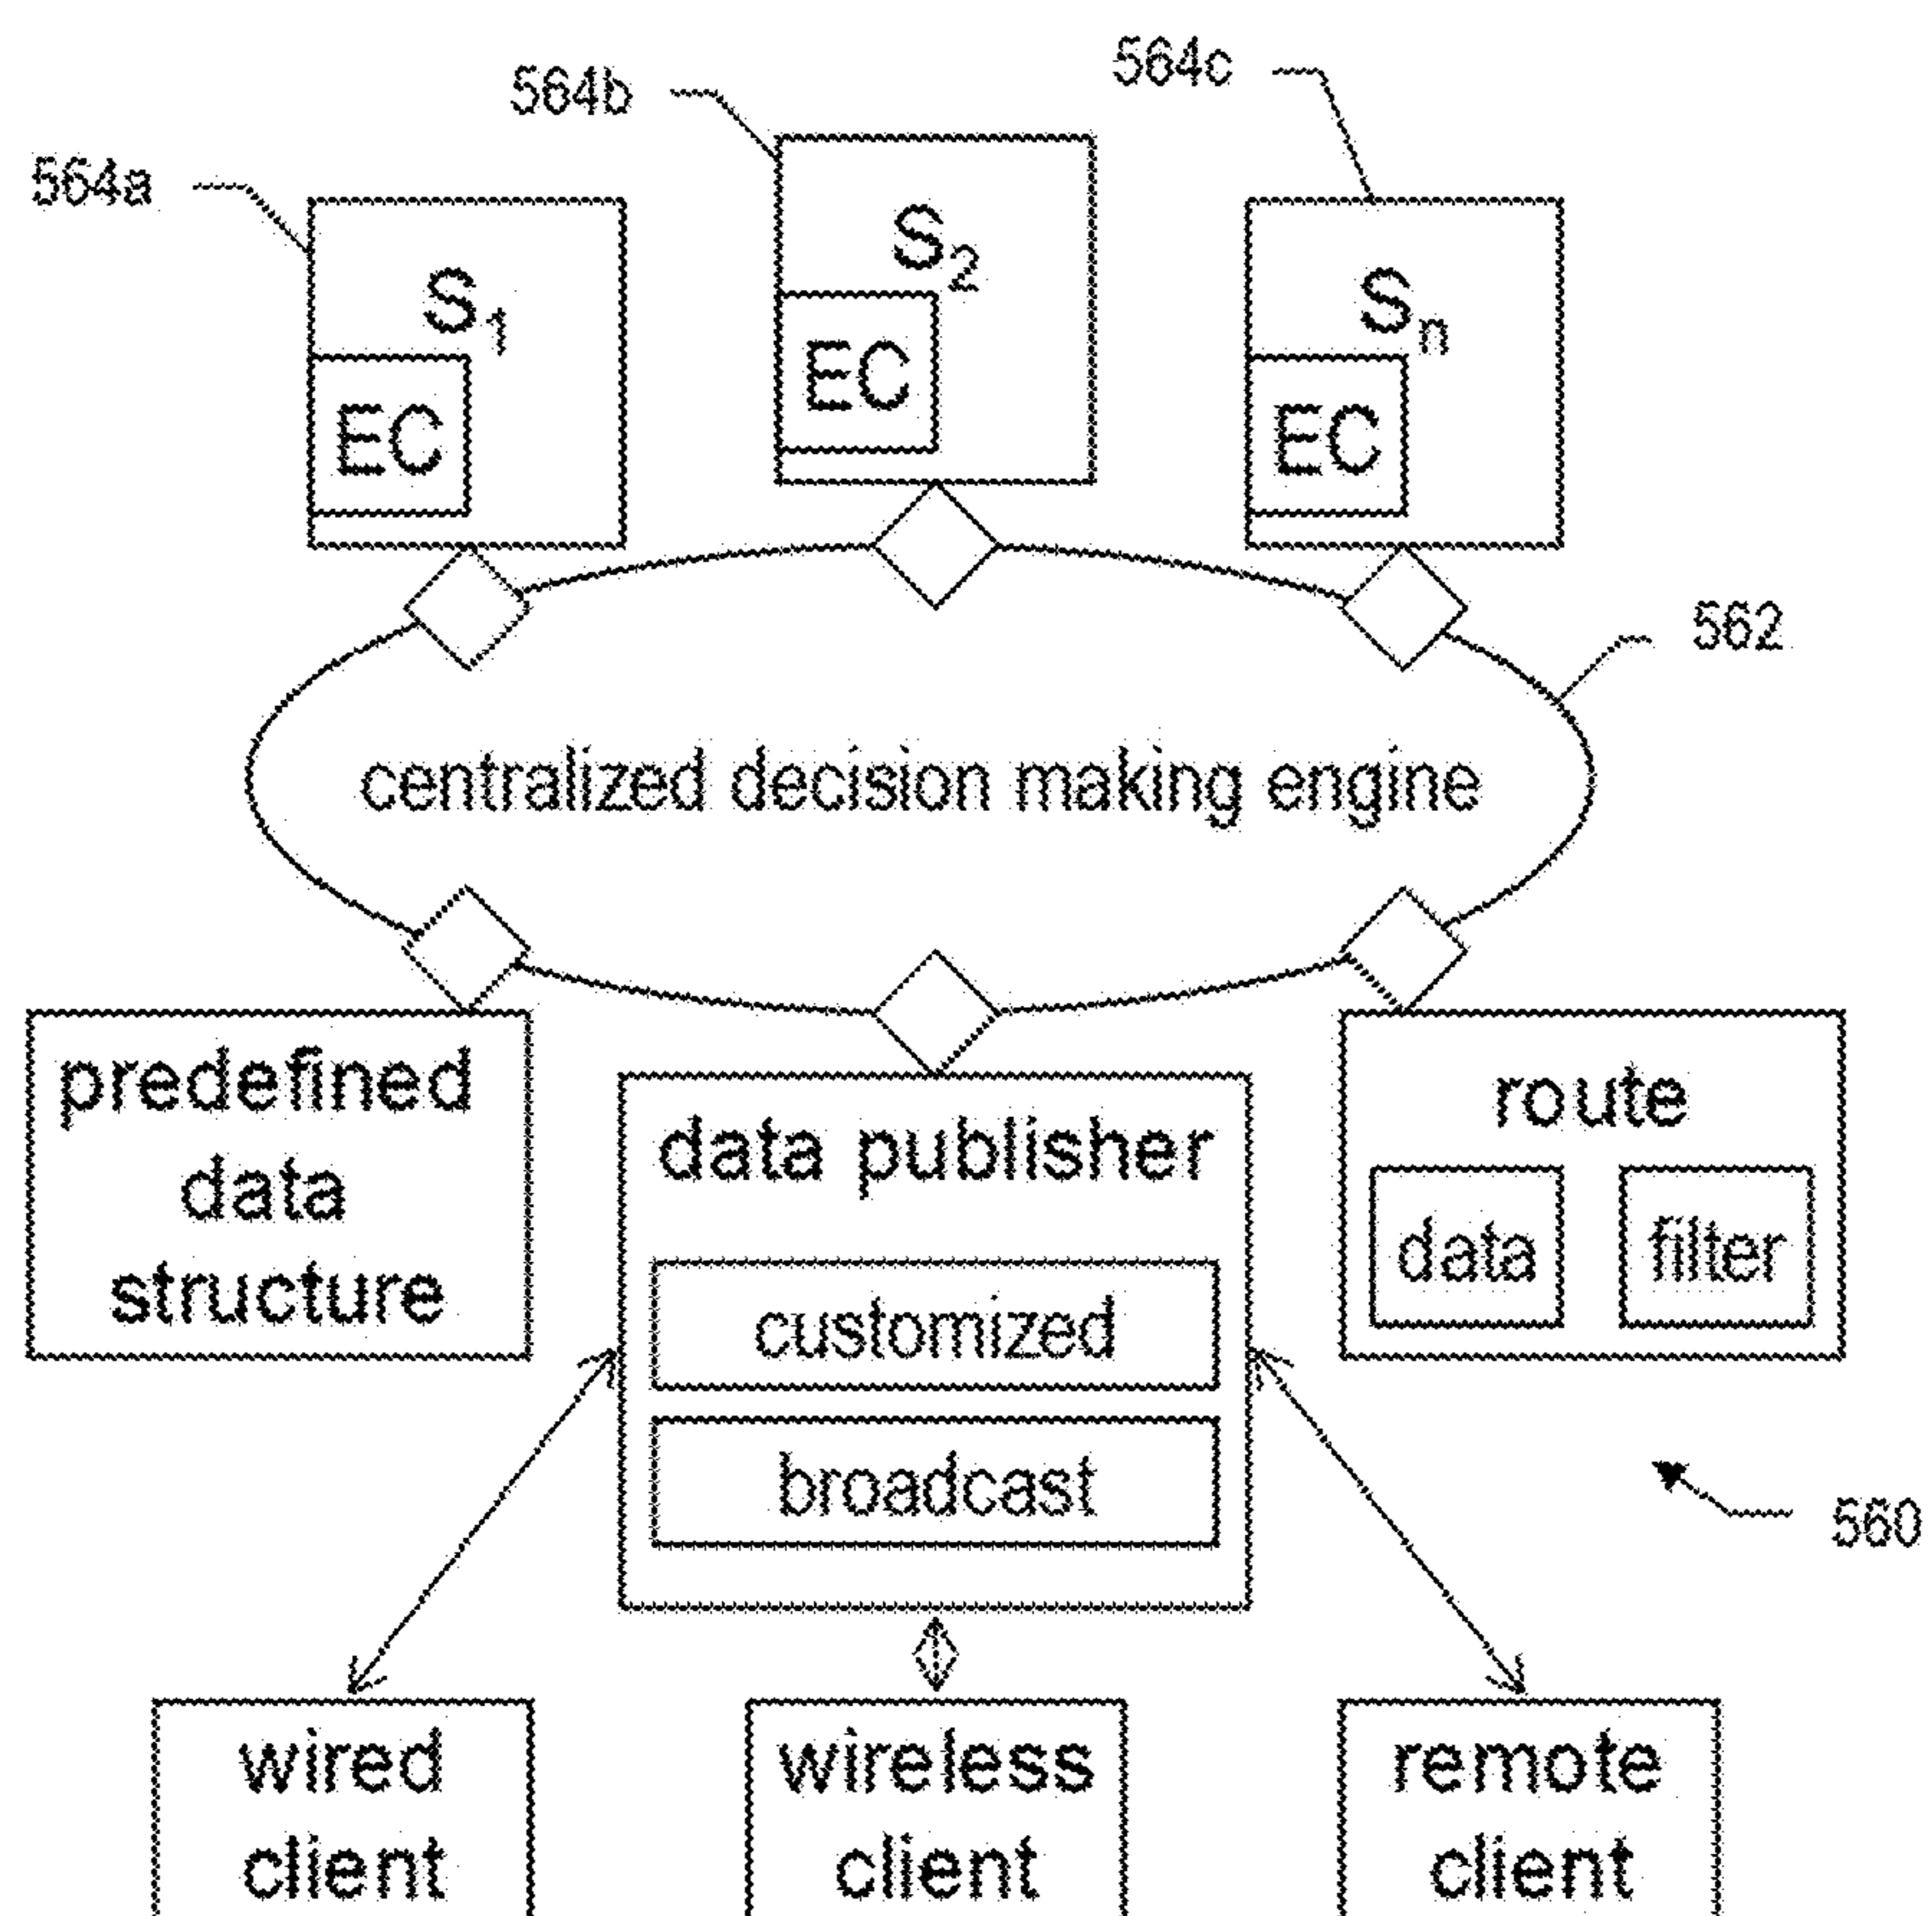 564c
564b
564a
S2
S1
Sn
EC
EC
EC
562
centralized decision making engine
predefined
data
structure
data publisher
customized
broadcast
route
data
filter
560
wired
client
wireless
client
remote
client